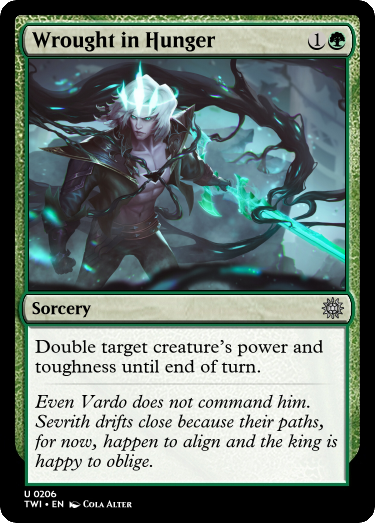 Wrought in Hunger 1
Sorcery
Double target creature's power and
toughness until end of turn.
Even Vardo does not command him.
Sevrith drifts close because their paths,
for now, happen to align and the king is
happy to oblige.
U 0206
TWI • EN Cola Alter